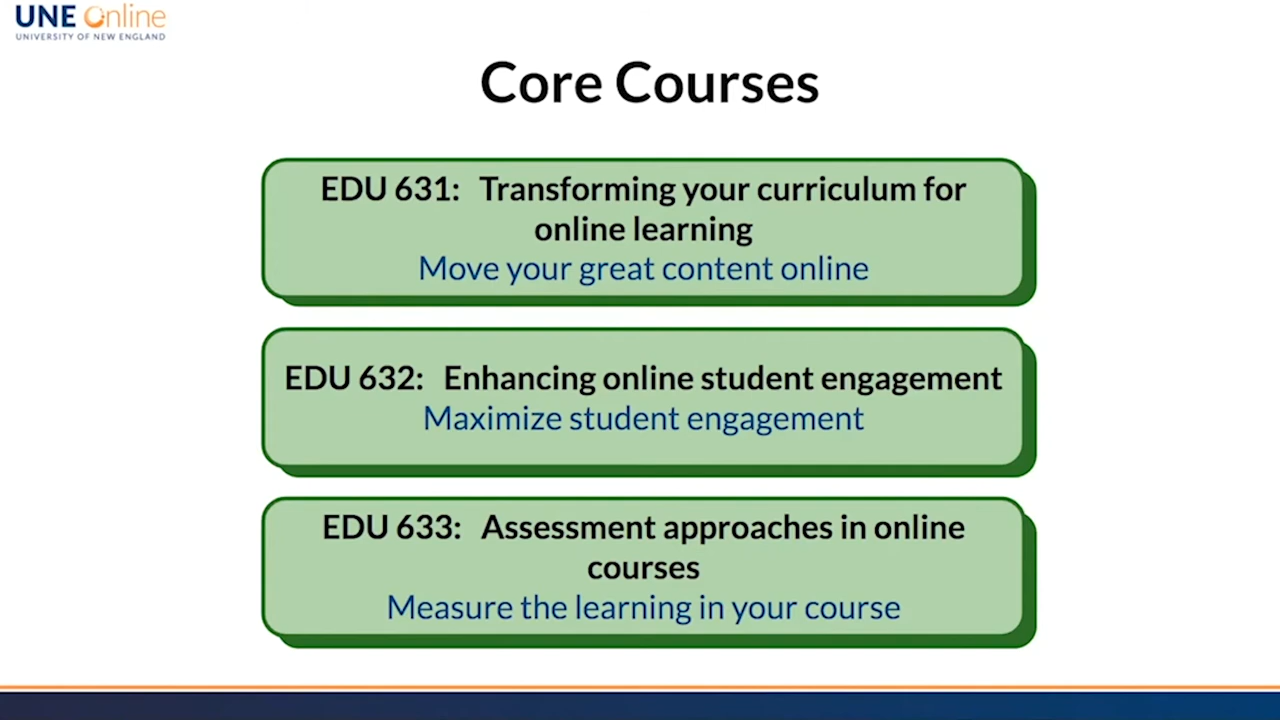 UNE Online
UNIVERSITY OF NEW ENGLAND
Core Courses
EDU 631: Transforming your curriculum for
online learning
Move your great content online
EDU 632: Enhancing online student engagement
Maximize student engagement
EDU 633: Assessment approaches in online
courses
Measure the learning in your course